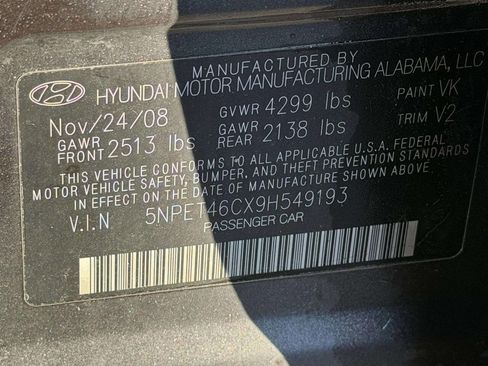 MANUFACTURED BY
HYUNDAI MOTOR MANUFACTURING ALABAMA, LLC
Nov/24/08 GVWR 4299 lbs PAINT VK
GAWR FRONT 2513 lbs GAWR REAR 2138 lbs TRIM V2
THIS VEHICLE CONFORMS TO ALL APPLICABLE U.S.A. FEDERAL
MOTOR VEHICLE SAFETY, BUMPER, AND THEFT PREVENTION STANDARDS
IN EFFECT ON THE DATE OF MANUFACTURE SHOWN ABOVE.
V.I.N 5NPET46CX9H549193
PASSENGER CAR